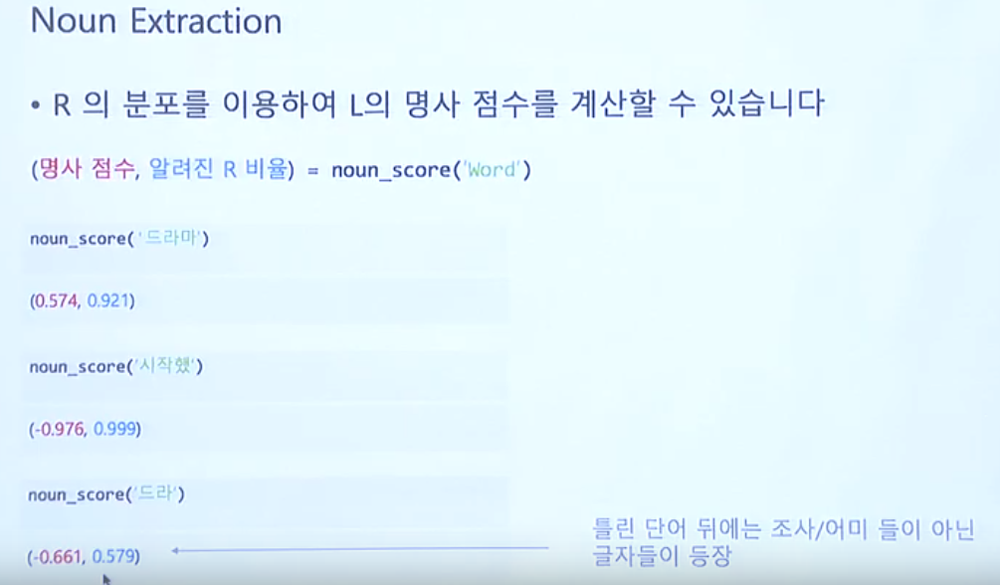 Noun Extraction
• R 의 분포를 이용하여 L의 명사 점수를 계산할 수 있습니다
(명사 점수, 알려진 R 비율) = noun_score('Word')
noun_score('드라마')
(0.574, 0.921)
noun_score('시작했')
(-0.976, 0.999)
noun_score('드라')
(-0.661, 0.579)
틀린 단어 뒤에는 조사/어미 들이 아닌
글자들이 등장